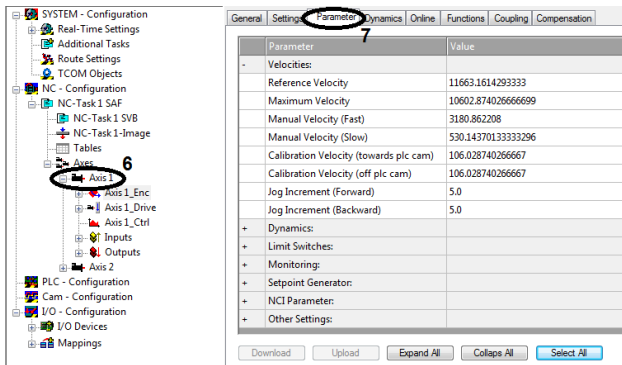 SYSTEM - Configuration
Real-Time Settings
Additional Tasks
Route Settings
TCOM Objects
NC - Configuration
NC-Task 1 SAF
NC-Task 1 SVB
NC-Task 1-Image
Tables
Axes
6
Axis 1
Axis 1_Enc
Axis 1_Drive
Axis 1_Ctrl
Inputs
Outputs
Axis 2
PLC - Configuration
Cam - Configuration
I/O - Configuration
I/O Devices
Mappings
General Settings Parameter Dynamics Online Functions Coupling Compensation
7
Parameter Value
- Velocities:
Reference Velocity 11663.1614293333
Maximum Velocity 10602.874026666699
Manual Velocity (Fast) 3180.862208
Manual Velocity (Slow) 530.14370133333296
Calibration Velocity (towards plc cam) 106.028740266667
Calibration Velocity (off plc cam) 106.028740266667
Jog Increment (Forward) 5.0
Jog Increment (Backward) 5.0
+ Dynamics:
+ Limit Switches:
+ Monitoring:
+ Setpoint Generator:
+ NCI Parameter:
+ Other Settings:
Download Upload Expand All Collaps All Select All